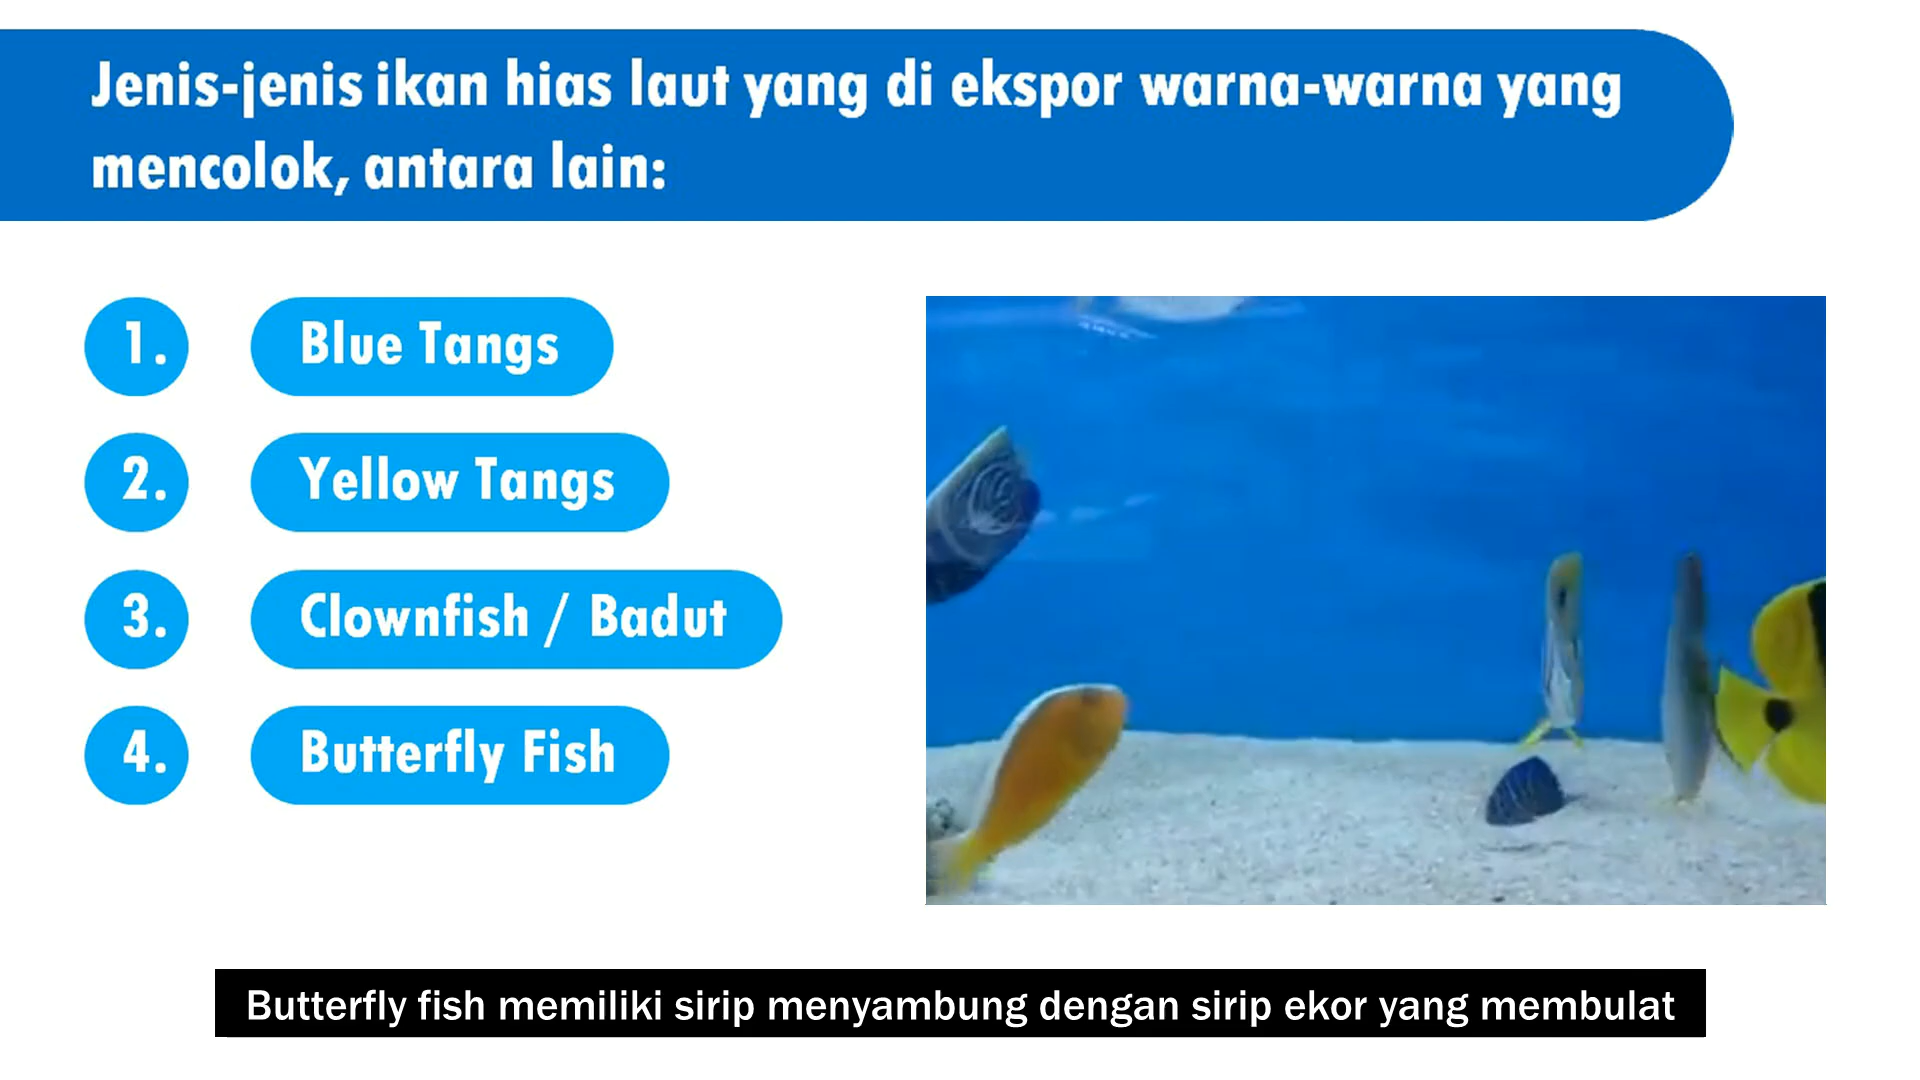 Jenis-jenis ikan hias laut yang di ekspor warna-warna yang
mencolok, antara lain:
1. Blue Tangs
2. Yellow Tangs
3. Clownfish / Badut
4. Butterfly Fish
Butterfly fish memiliki sirip menyambung dengan sirip ekor yang membulat